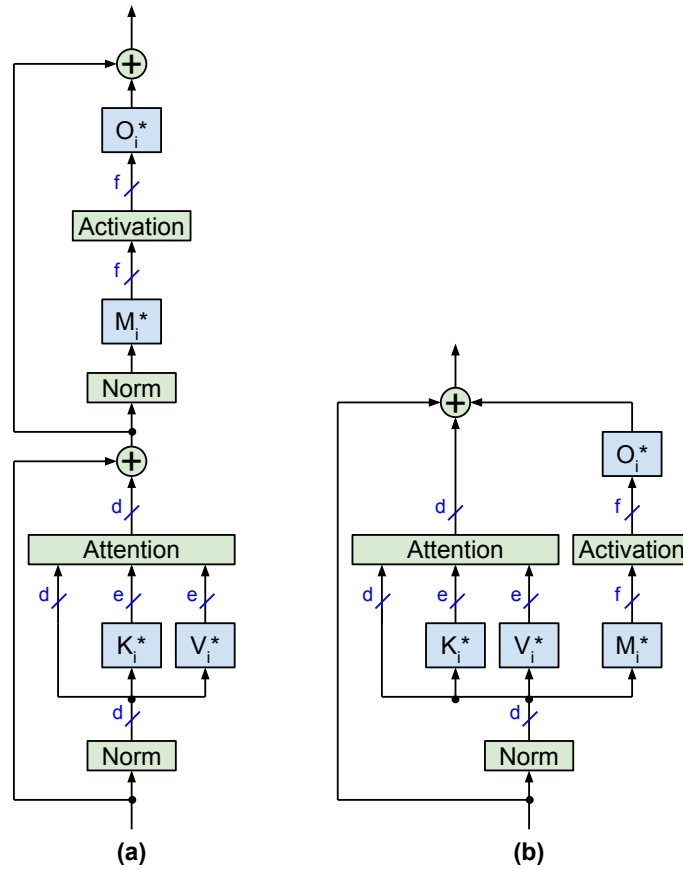 +
O_i^*
f
Activation
f
M_i^*
Norm
+
d
Attention
d e e
K_i^* V_i^*
d
Norm
(a)
+
O_i^*
d f
Attention Activation
d e e f
K_i^* V_i^* M_i^*
d
Norm
(b)